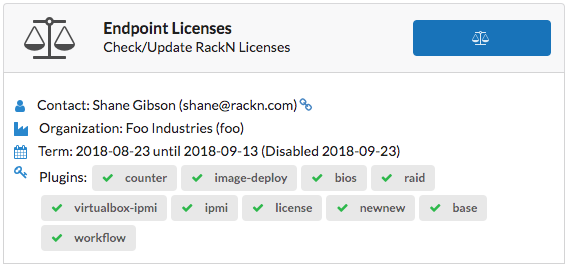 Endpoint Licenses
Check/Update RackN Licenses
Contact: Shane Gibson (shane@rackn.com)
Organization: Foo Industries (foo)
Term: 2018-08-23 until 2018-09-13 (Disabled 2018-09-23)
Plugins: counter image-deploy bios raid
virtualbox-ipmi ipmi license newnew base
workflow